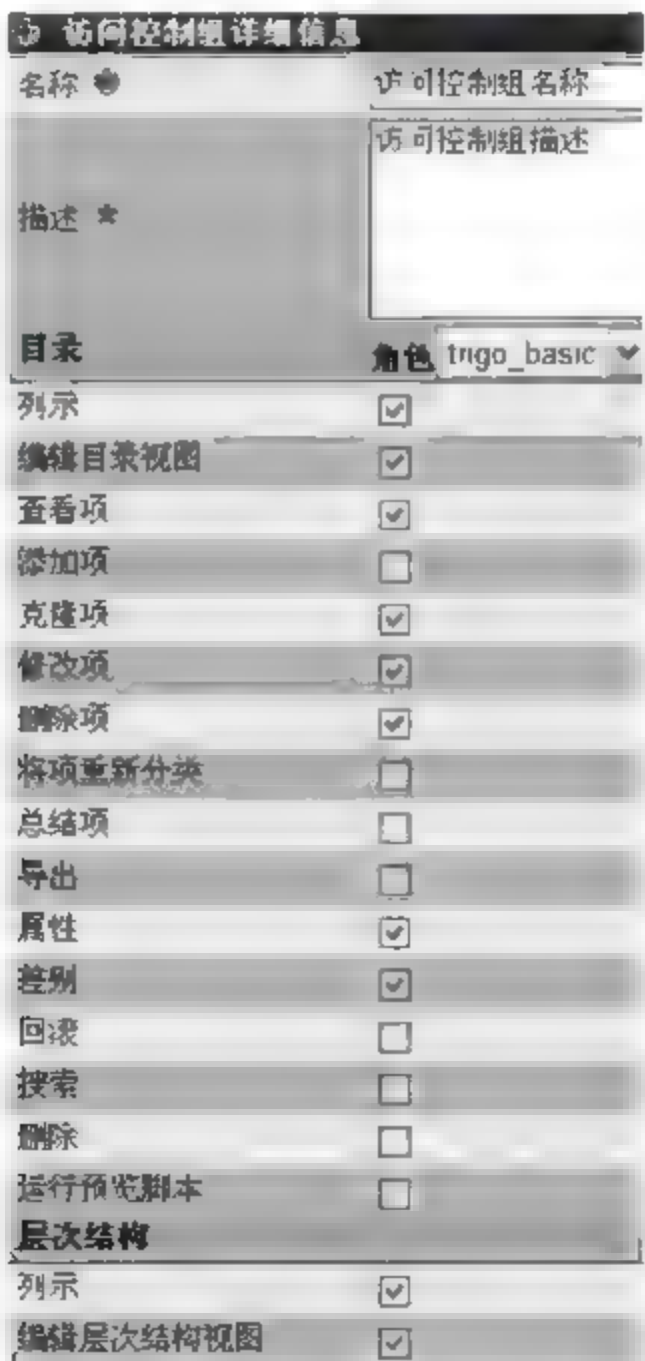 访问控制组详细信息
名称
访问控制组名称
访问控制组描述
描述 *
目录
角色 trigo_basic
列示
编辑目录视图
查看项
添加项
克隆项
修改项
删除项
将项重新分类
总结项
导出
属性
差别
回滚
搜索
删除
运行预览脚本
层次结构
列示
编辑层次结构视图